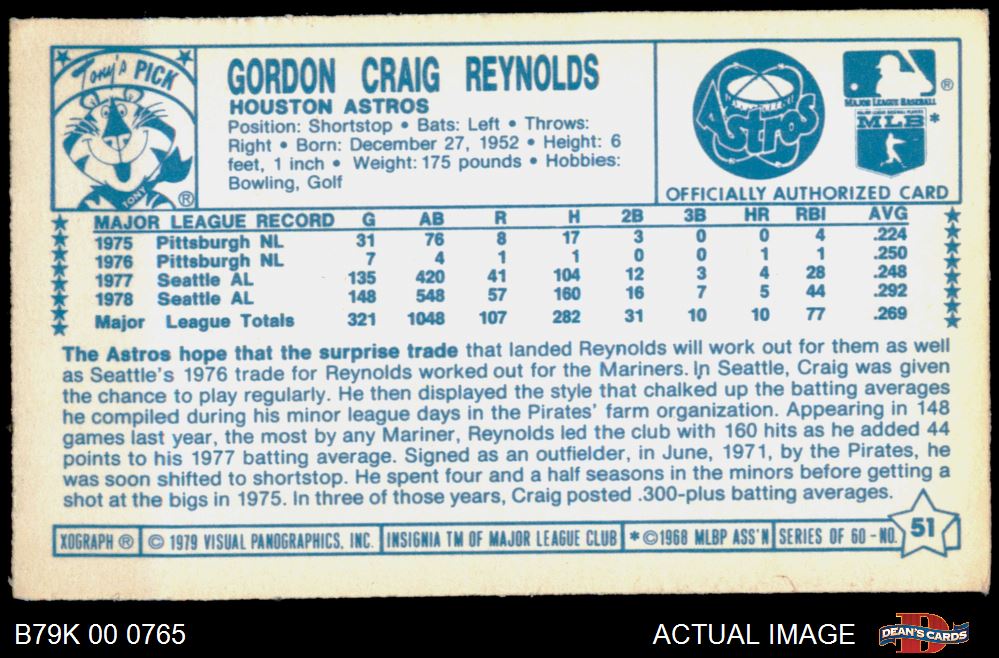 Tony's PICK
TONY ®
GORDON CRAIG REYNOLDS
HOUSTON ASTROS
Position: Shortstop • Bats: Left • Throws:
Right • Born: December 27, 1952 • Height: 6
feet, 1 inch • Weight: 175 pounds • Hobbies:
Bowling, Golf
Astros
®
MAJOR LEAGUE BASEBALL
MAJOR LEAGUE BASEBALL PLAYERS
MLB*
OFFICIALLY AUTHORIZED CARD
MAJOR LEAGUE RECORD G AB R H 2B 3B HR RBI AVG
1975 Pittsburgh NL 31 76 8 17 3 0 0 4 .224
1976 Pittsburgh NL 7 4 1 1 0 0 1 1 .250
1977 Seattle AL 135 420 41 104 12 3 4 28 .248
1978 Seattle AL 148 548 57 160 16 7 5 44 .292
Major League Totals 321 1048 107 282 31 10 10 77 .269
The Astros hope that the surprise trade that landed Reynolds will work out for them as well
as Seattle's 1976 trade for Reynolds worked out for the Mariners. In Seattle, Craig was given
the chance to play regularly. He then displayed the style that chalked up the batting averages
he compiled during his minor league days in the Pirates' farm organization. Appearing in 148
games last year, the most by any Mariner, Reynolds led the club with 160 hits as he added 44
points to his 1977 batting average. Signed as an outfielder, in June, 1971, by the Pirates, he
was soon shifted to shortstop. He spent four and a half seasons in the minors before getting a
shot at the bigs in 1975. In three of those years, Craig posted .300-plus batting averages.
XOGRAPH ® © 1979 VISUAL PANOGRAPHICS, INC. INSIGNIA TM OF MAJOR LEAGUE CLUB *©1968 MLBP ASS'N SERIES OF 60 - NO. 51
B79K 00 0765 ACTUAL IMAGE DEAN'S CARDS